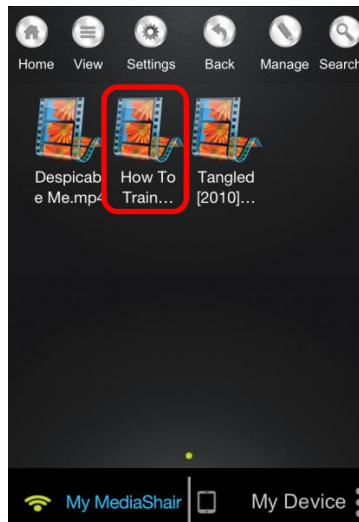 Home View Settings Back Manage Search
Despicab How To Tangled
e Me.mp4 Train... [2010]...
My MediaShair My Device